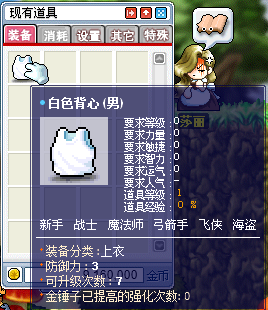 现有道具
装备 消耗 设置 其它 特殊
白色背心 (男)
莎丽
要求等级 : 0
要求力量 : 0
要求敏捷 : 0
要求智力 : 0
要求运气 : 0
要求人气 –
道具等级 : 1
道具经验 : 0 %
新手 战士 魔法师 弓箭手 飞侠 海盗
· 装备分类 : 上衣
· 防御力 : 3
· 可升级次数 : 7
· 金锤子已提高的强化次数: 0
金币